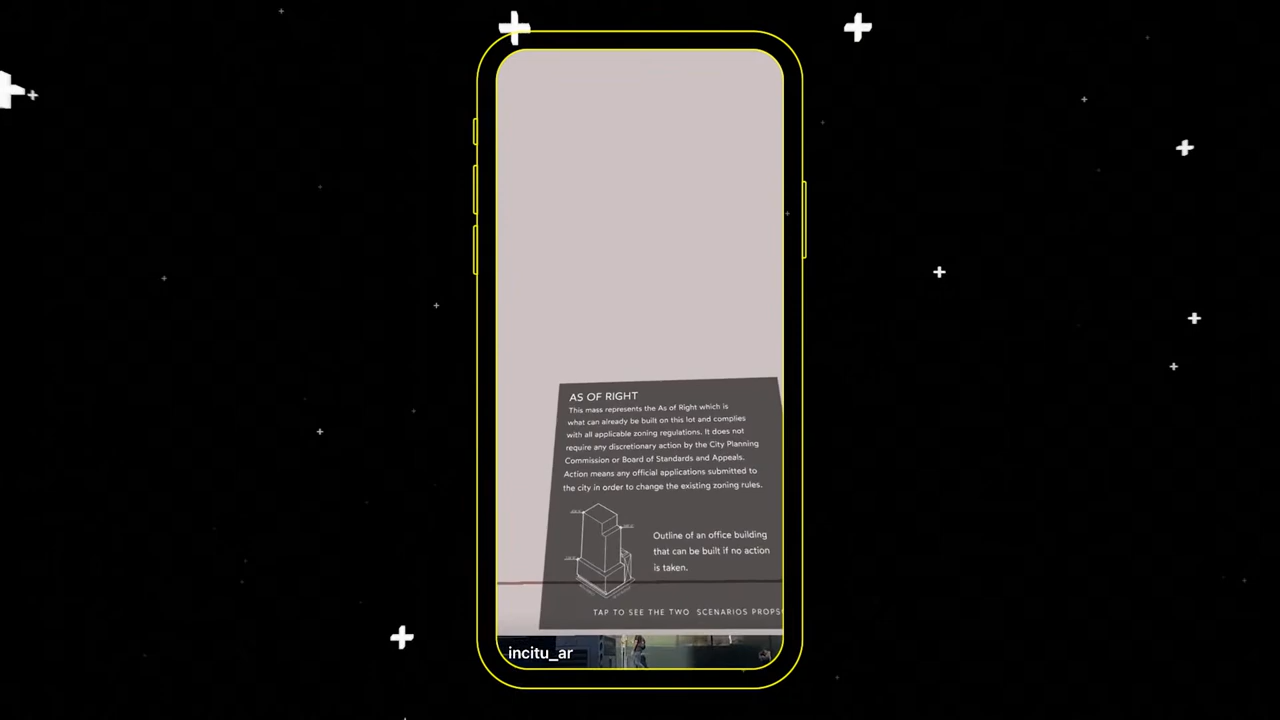 AS OF RIGHT
This mass represents the As of Right which is
what can already be built on this lot and complies
with all applicable zoning regulations. It does not
require any discretionary action by the City Planning
Commission or Board of Standards and Appeals.
Action means any official applications submitted to
the city in order to change the existing zoning rules.
Outline of an office building
that can be built if no action
is taken.
TAP TO SEE THE TWO SCENARIOS PROPS
incitu_ar